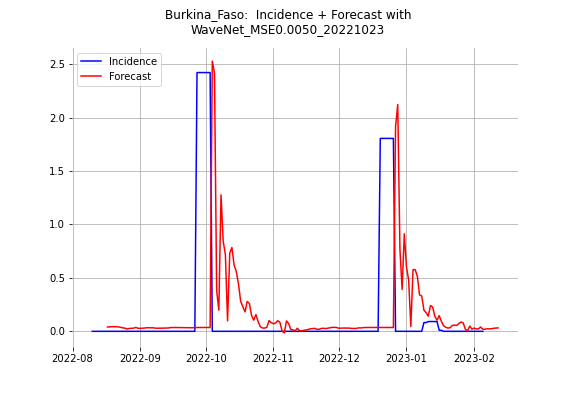 Burkina_Faso:  Incidence + Forecast with
WaveNet_MSE0.0050_20221023
Incidence
Forecast
2.5
2.0
1.5
1.0
0.5
0.0
2022-08 2022-09 2022-10 2022-11 2022-12 2023-01 2023-02